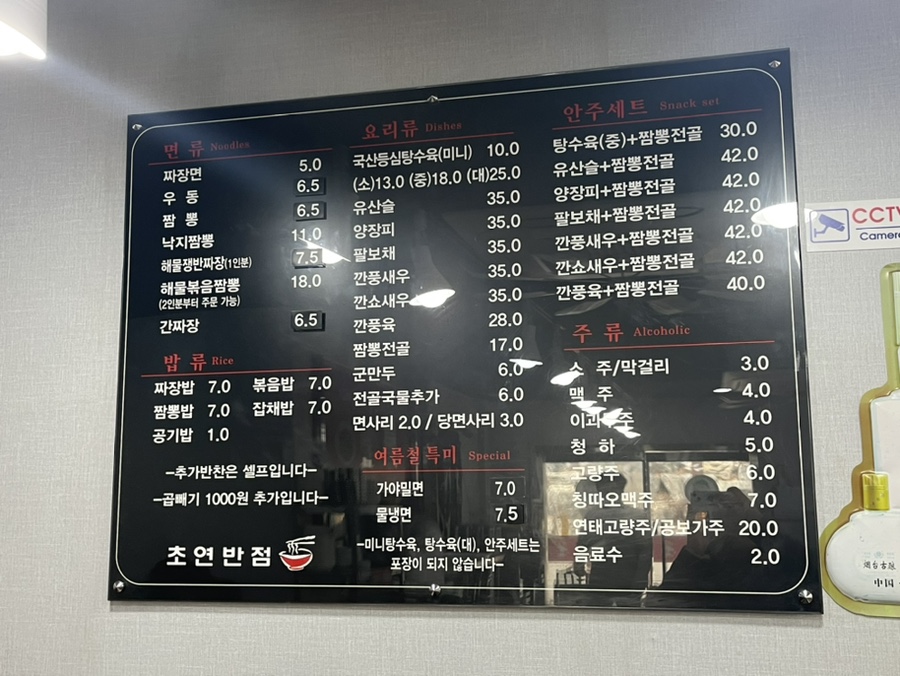 면 류 Noodles
짜장면 5.0
우 동 6.5
짬 뽕 6.5
낙지짬뽕 11.0
해물쟁반짜장(1인분) 7.5
해물볶음짬뽕 18.0
(2인분부터 주문 가능)
간짜장 6.5
밥 류 Rice
짜장밥 7.0 볶음밥 7.0
짬뽕밥 7.0 잡채밥 7.0
공기밥 1.0
-추가반찬은 셀프입니다-
-곱빼기 1000원 추가입니다-
초연반점
요리류 Dishes
국산등심탕수육(미니) 10.0
(소)13.0 (중)18.0 (대)25.0
유산슬 35.0
양장피 35.0
팔보채 35.0
깐풍새우 35.0
깐쇼새우 35.0
깐풍육 28.0
짬뽕전골 17.0
군만두 6.0
전골국물추가 6.0
면사리 2.0 / 당면사리 3.0
여름철특미 Special
가야밀면 7.0
물냉면 7.5
-미니탕수육, 탕수육(대), 안주세트는
포장이 되지 않습니다-
안주세트 Snack set
탕수육(중)+짬뽕전골 30.0
유산슬+짬뽕전골 42.0
양장피+짬뽕전골 42.0
팔보채+짬뽕전골 42.0
깐풍새우+짬뽕전골 42.0
깐쇼새우+짬뽕전골 42.0
깐풍육+짬뽕전골 40.0
주 류 Alcoholic
소 주/막걸리 3.0
맥 주 4.0
이과두주 4.0
청 하 5.0
고량주 6.0
칭따오맥주 7.0
연태고량주/공보가주 20.0
음료수 2.0
CCTV
Camera
烟台古酿
中国